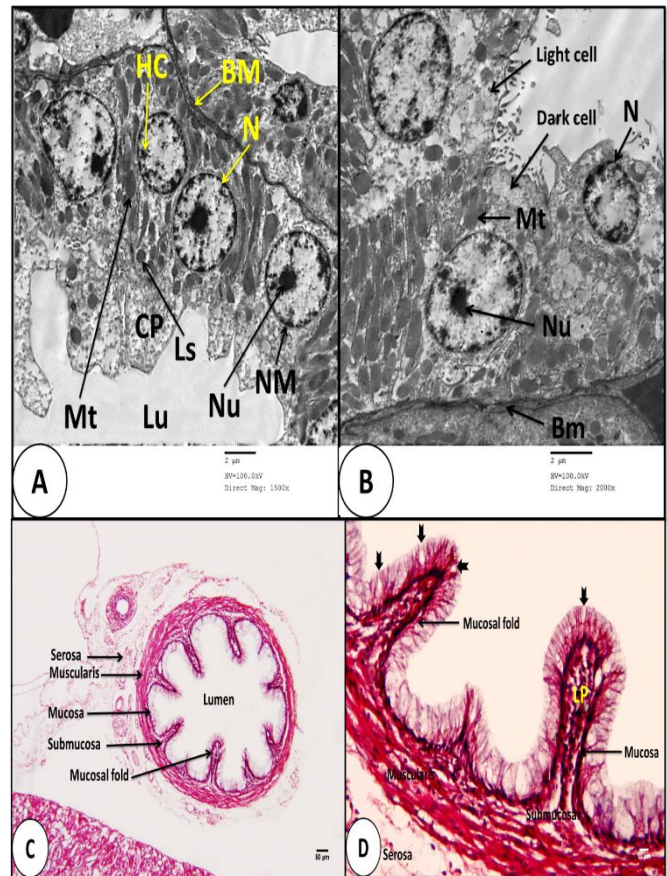 HC
BM
N
CP
Ls
Mt
Lu
Nu
NM
A
2 µm
HV=100.0kV
Direct Mag: 1500x
Light cell
Dark cell
N
Mt
Nu
Bm
B
2 µm
HV=100.0kV
Direct Mag: 2000x
Serosa
Muscularis
Lumen
Mucosa
Submucosa
Mucosal fold
C
50 µm
Mucosal fold
LP
Mucosa
Muscularis
Submucosa
Serosa
D